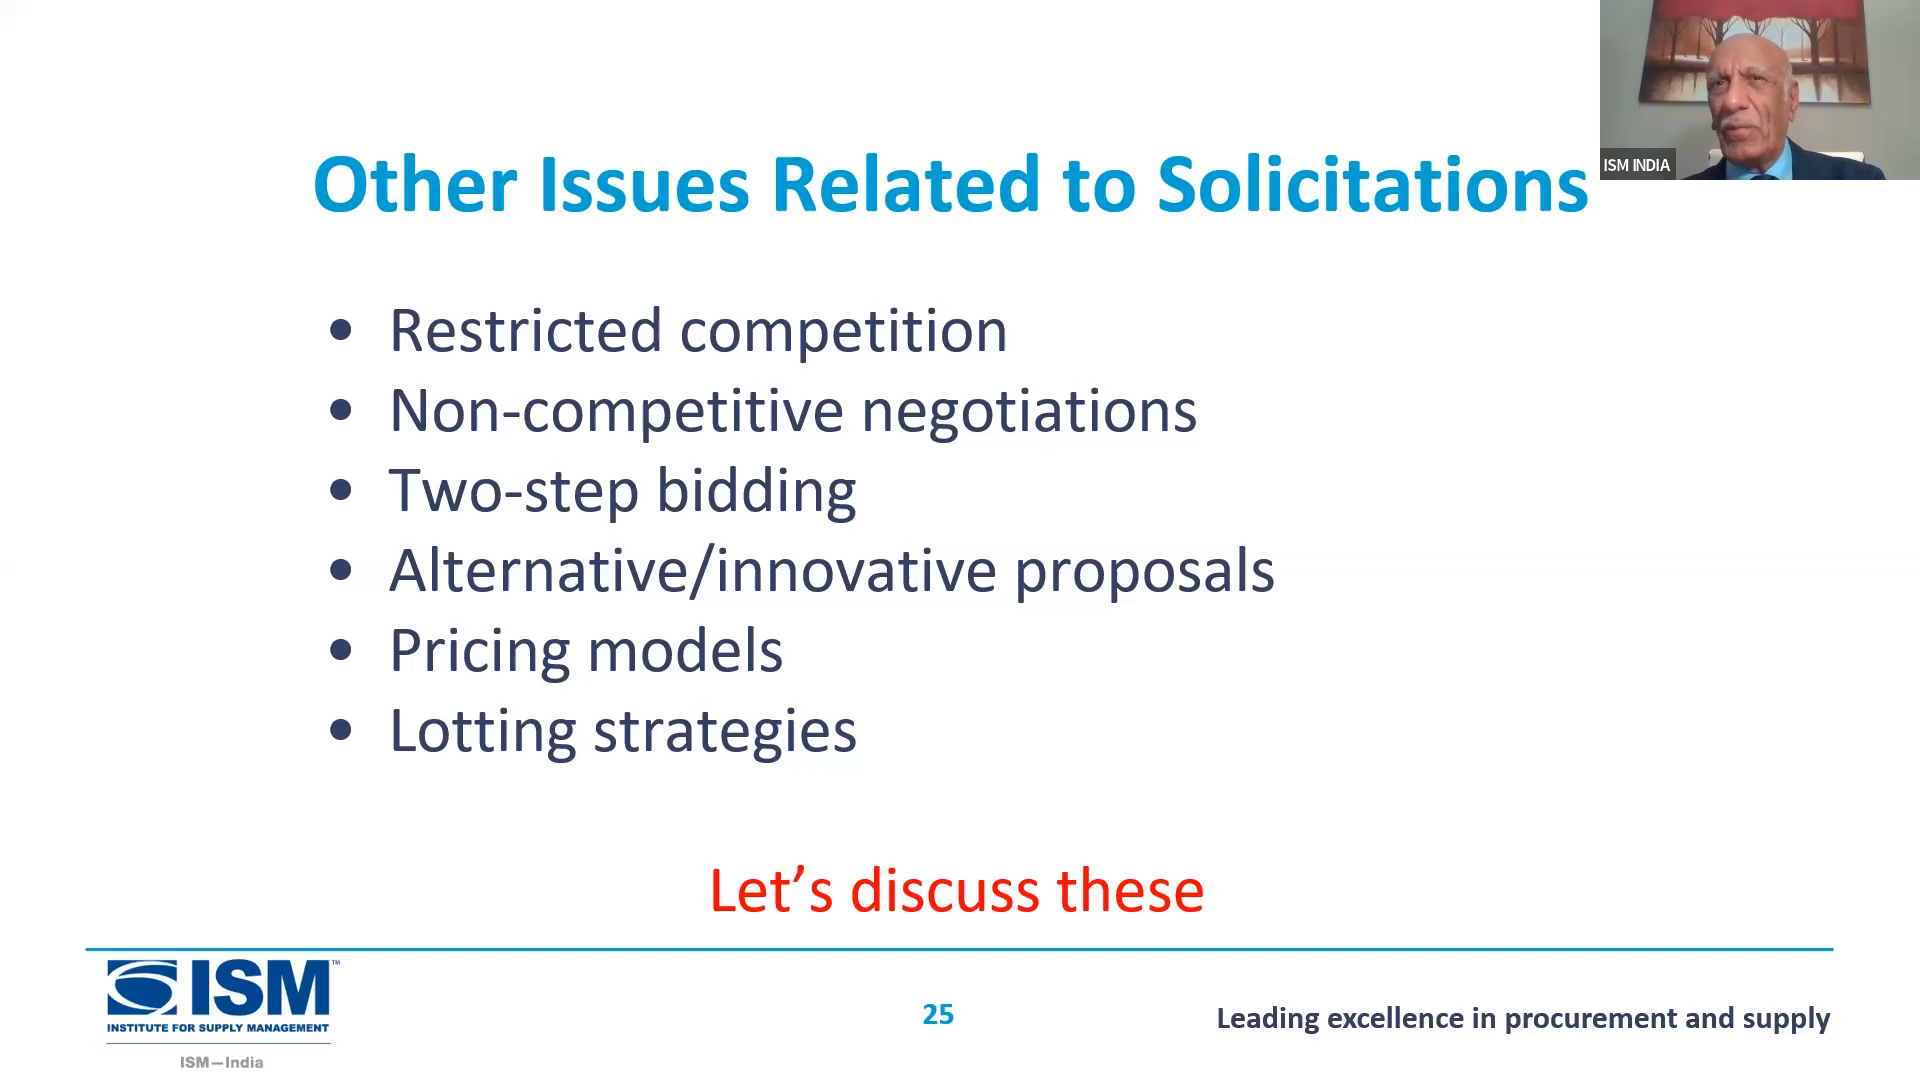 ISM INDIA
Other Issues Related to Solicitations
• Restricted competition
• Non-competitive negotiations
• Two-step bidding
• Alternative/innovative proposals
• Pricing models
• Lotting strategies
Let’s discuss these
ISM™
INSTITUTE FOR SUPPLY MANAGEMENT
ISM—India
25
Leading excellence in procurement and supply